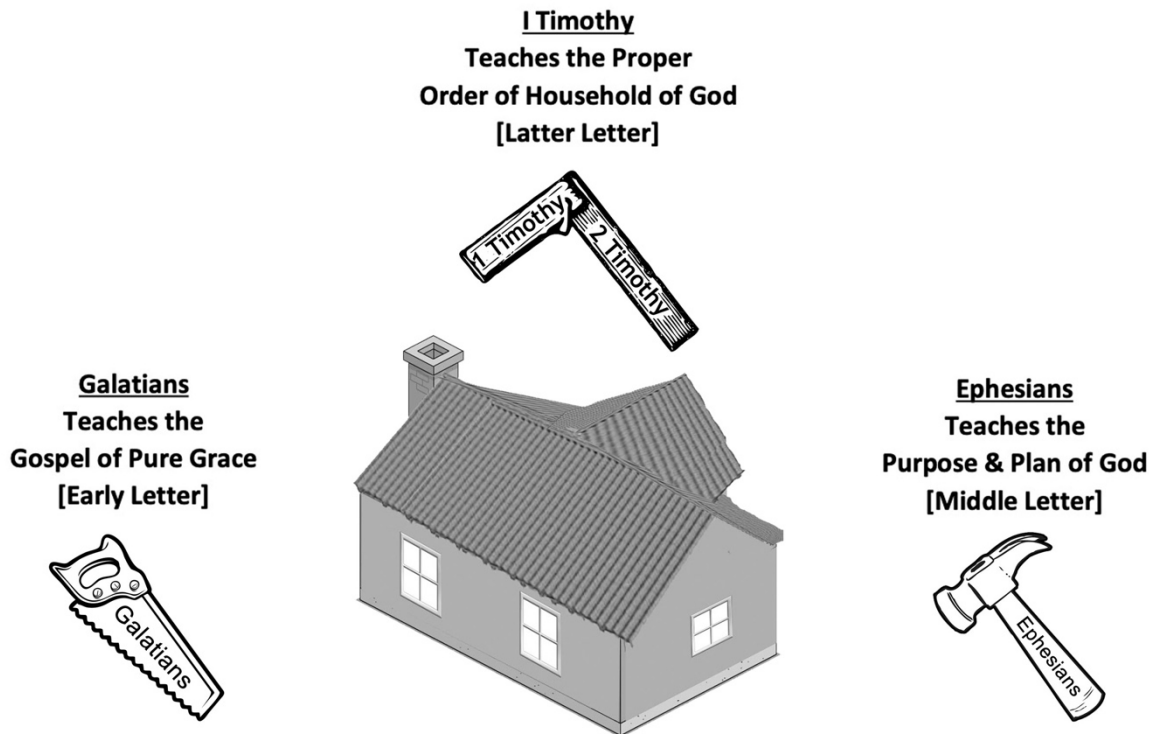 I Timothy
Teaches the Proper
Order of Household of God
[Latter Letter]
1 Timothy
2 Timothy
Galatians
Teaches the
Gospel of Pure Grace
[Early Letter]
Galatians
Ephesians
Teaches the
Purpose & Plan of God
[Middle Letter]
Ephesians